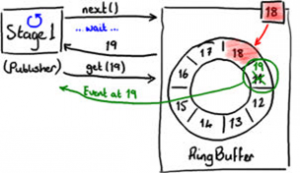 Stage 1
(Publisher)
next()
... wait ...
19
get(19)
Event at 19
18
17
18
16
19
15
12
14
13
RingBuffer